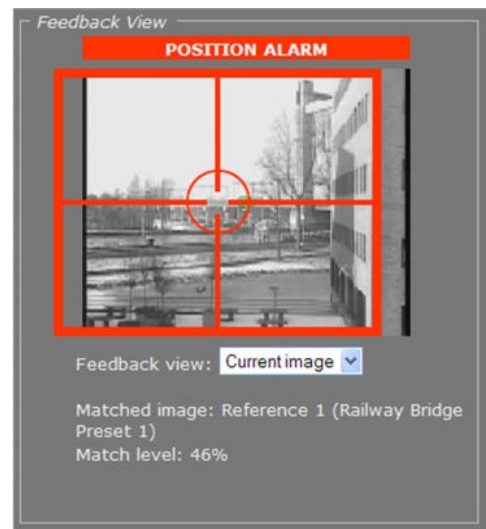 Feedback View
POSITION ALARM
Feedback view: Current image
Matched image: Reference 1 (Railway Bridge
Preset 1)
Match level: 46%